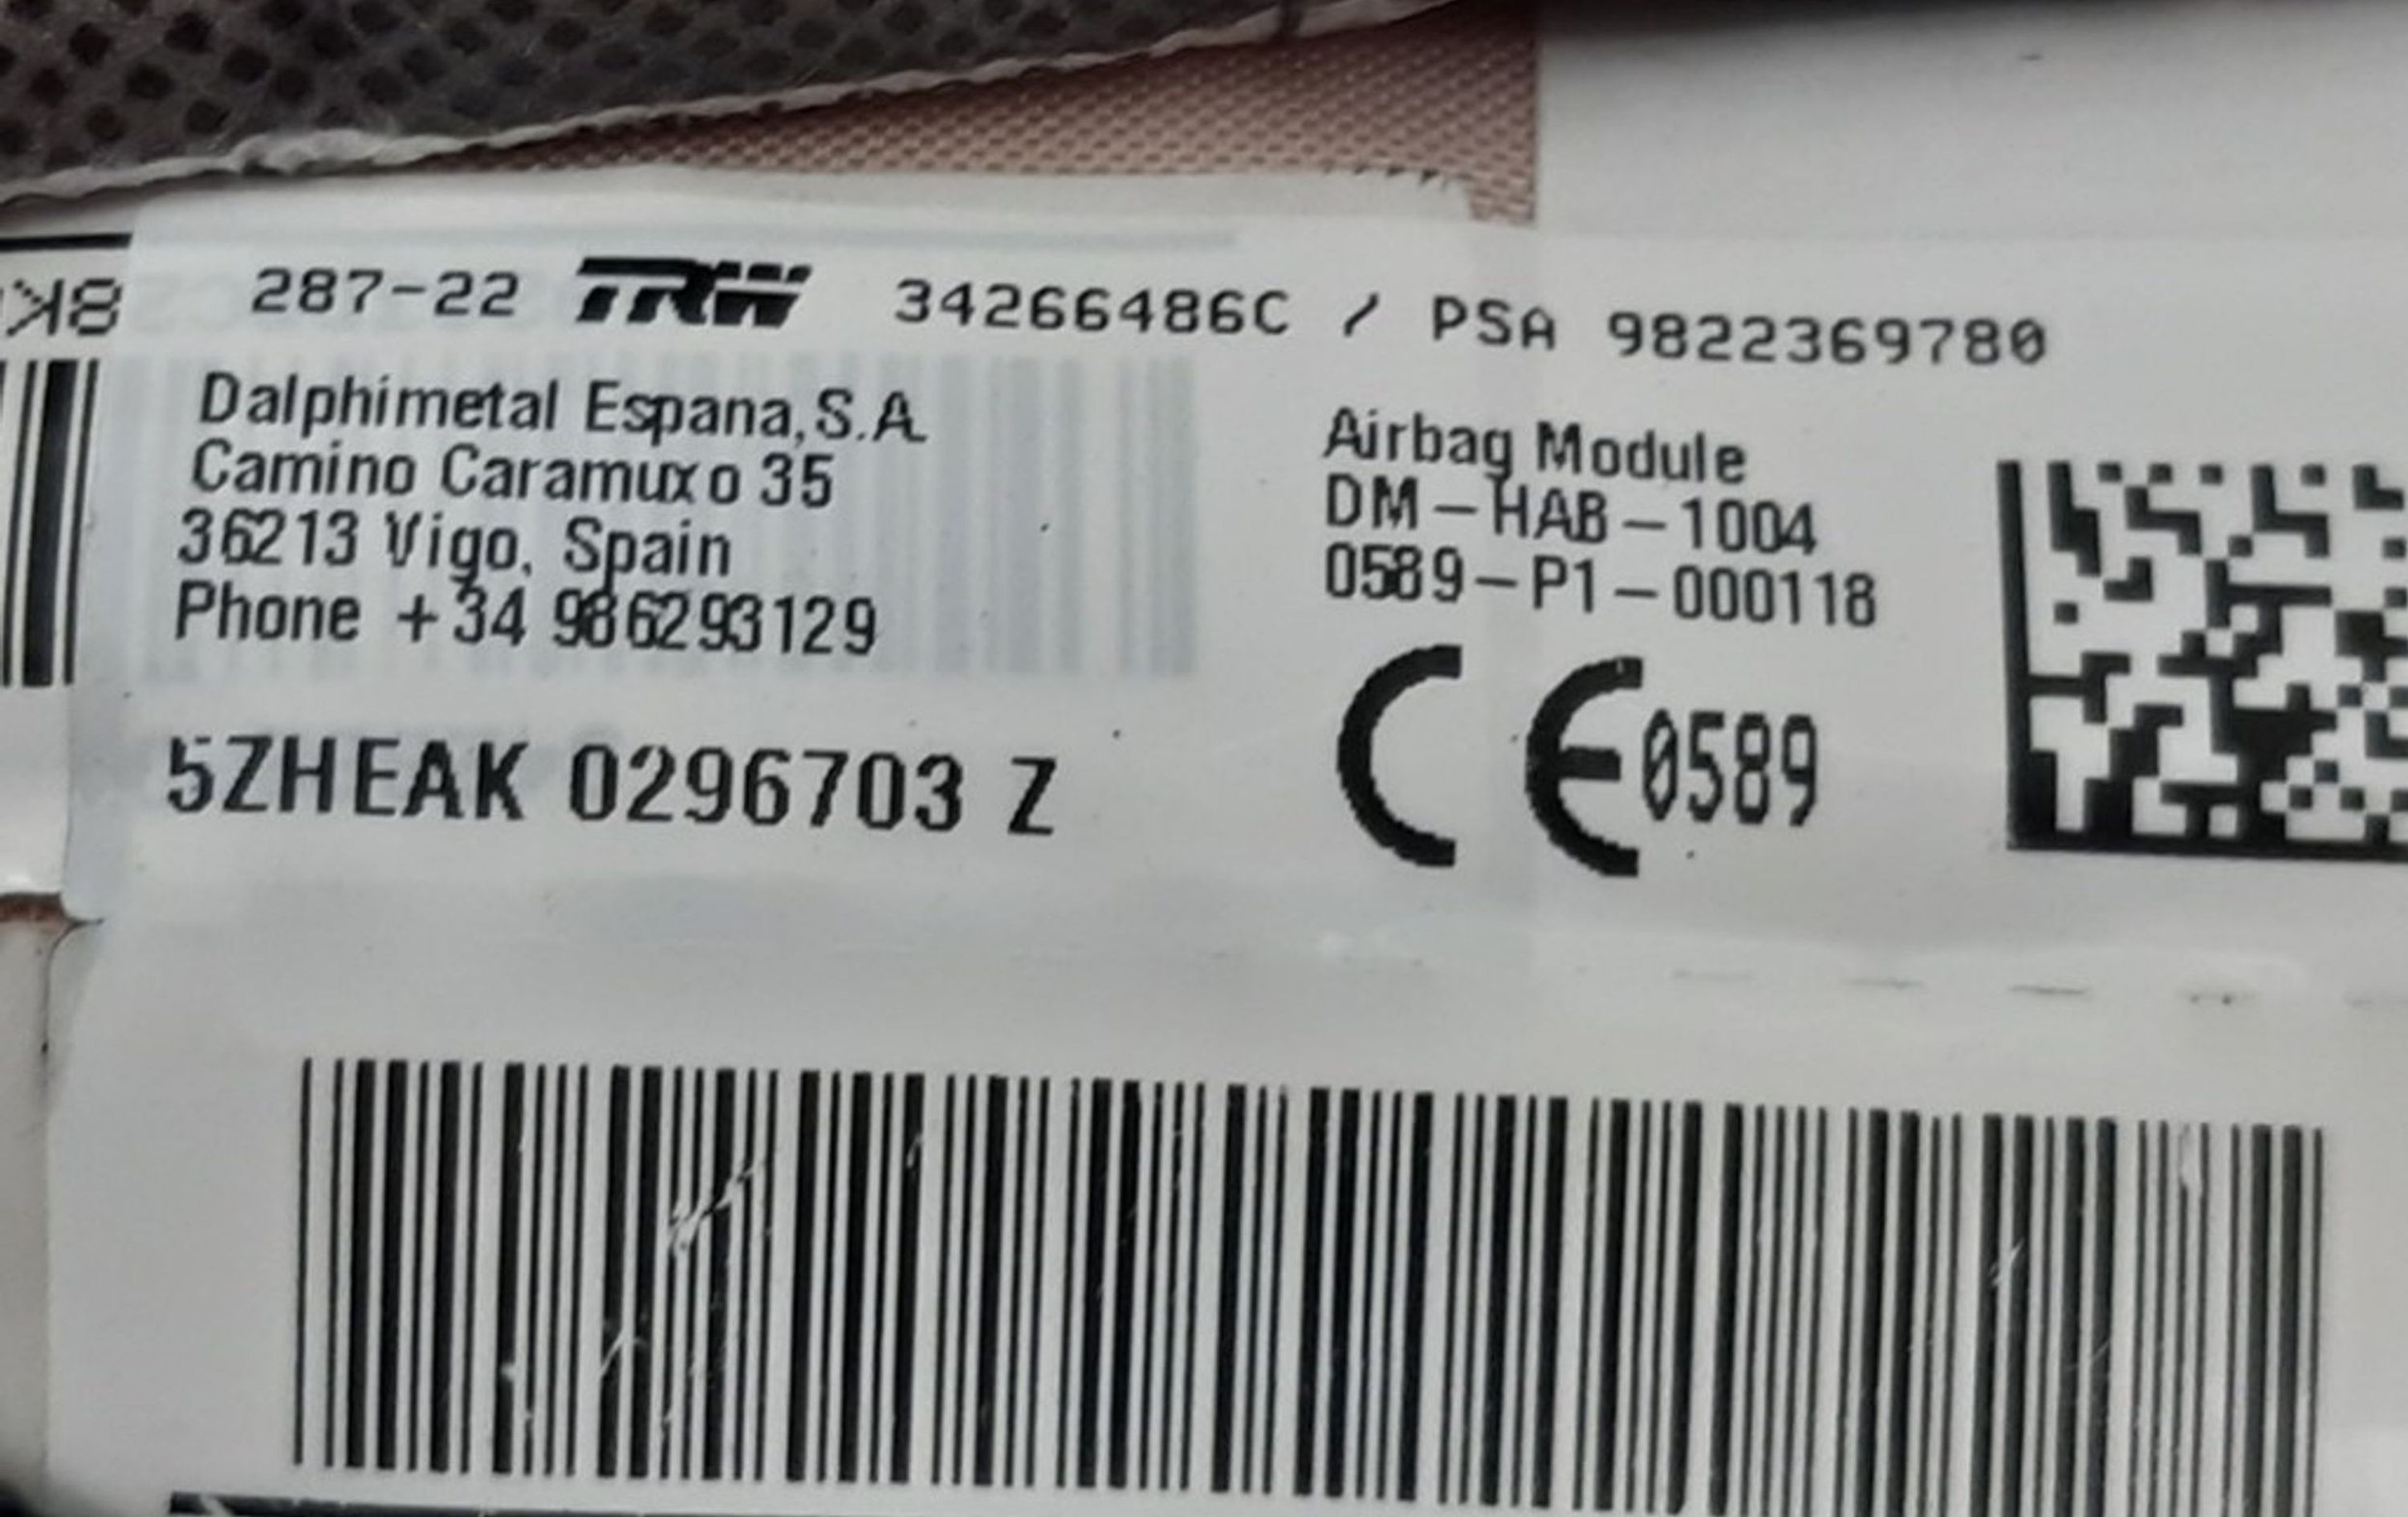 8K
287-22 TRW 34266486C / PSA 9822369780
Dalphimetal Espana,S.A.
Camino Caramuxo 35
36213 Vigo, Spain
Phone +34 986293129
5ZHEAK 0296703 Z
Airbag Module
DM-HAB-1004
0589-P1-000118
CE 0589